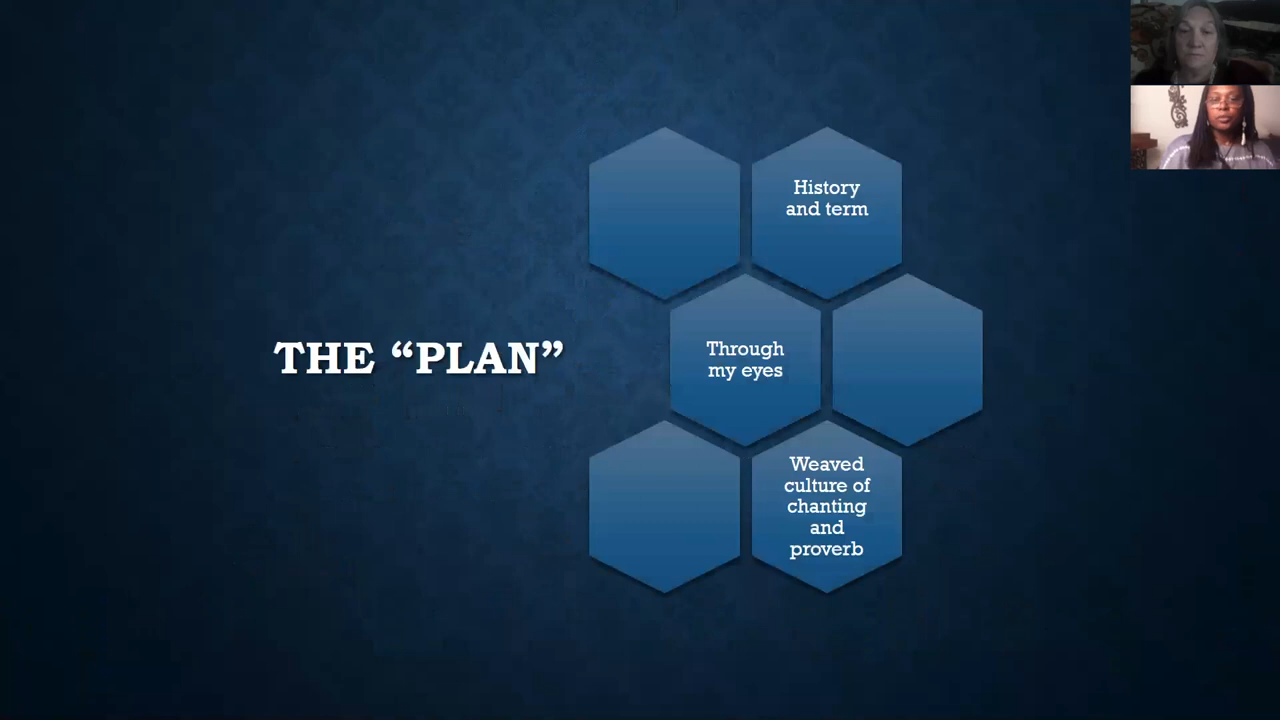 THE “PLAN”
History
and term
Through
my eyes
Weaved
culture of
chanting
and
proverb